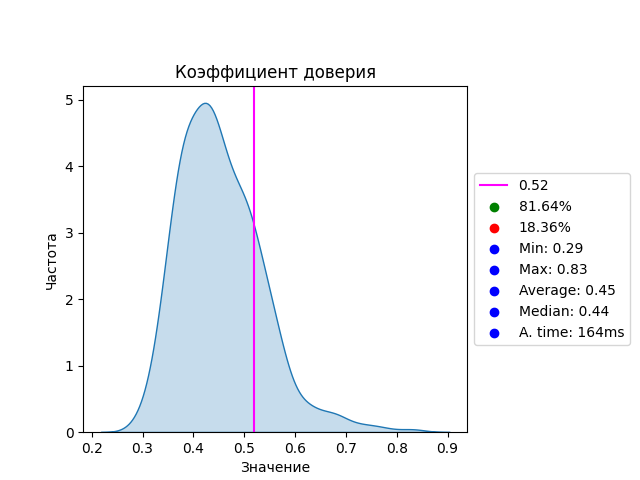 Коэффициент доверия
Частота
5
4
3
2
1
0
0.2 0.3 0.4 0.5 0.6 0.7 0.8 0.9
Значение
0.52
81.64%
18.36%
Min: 0.29
Max: 0.83
Average: 0.45
Median: 0.44
A. time: 164ms